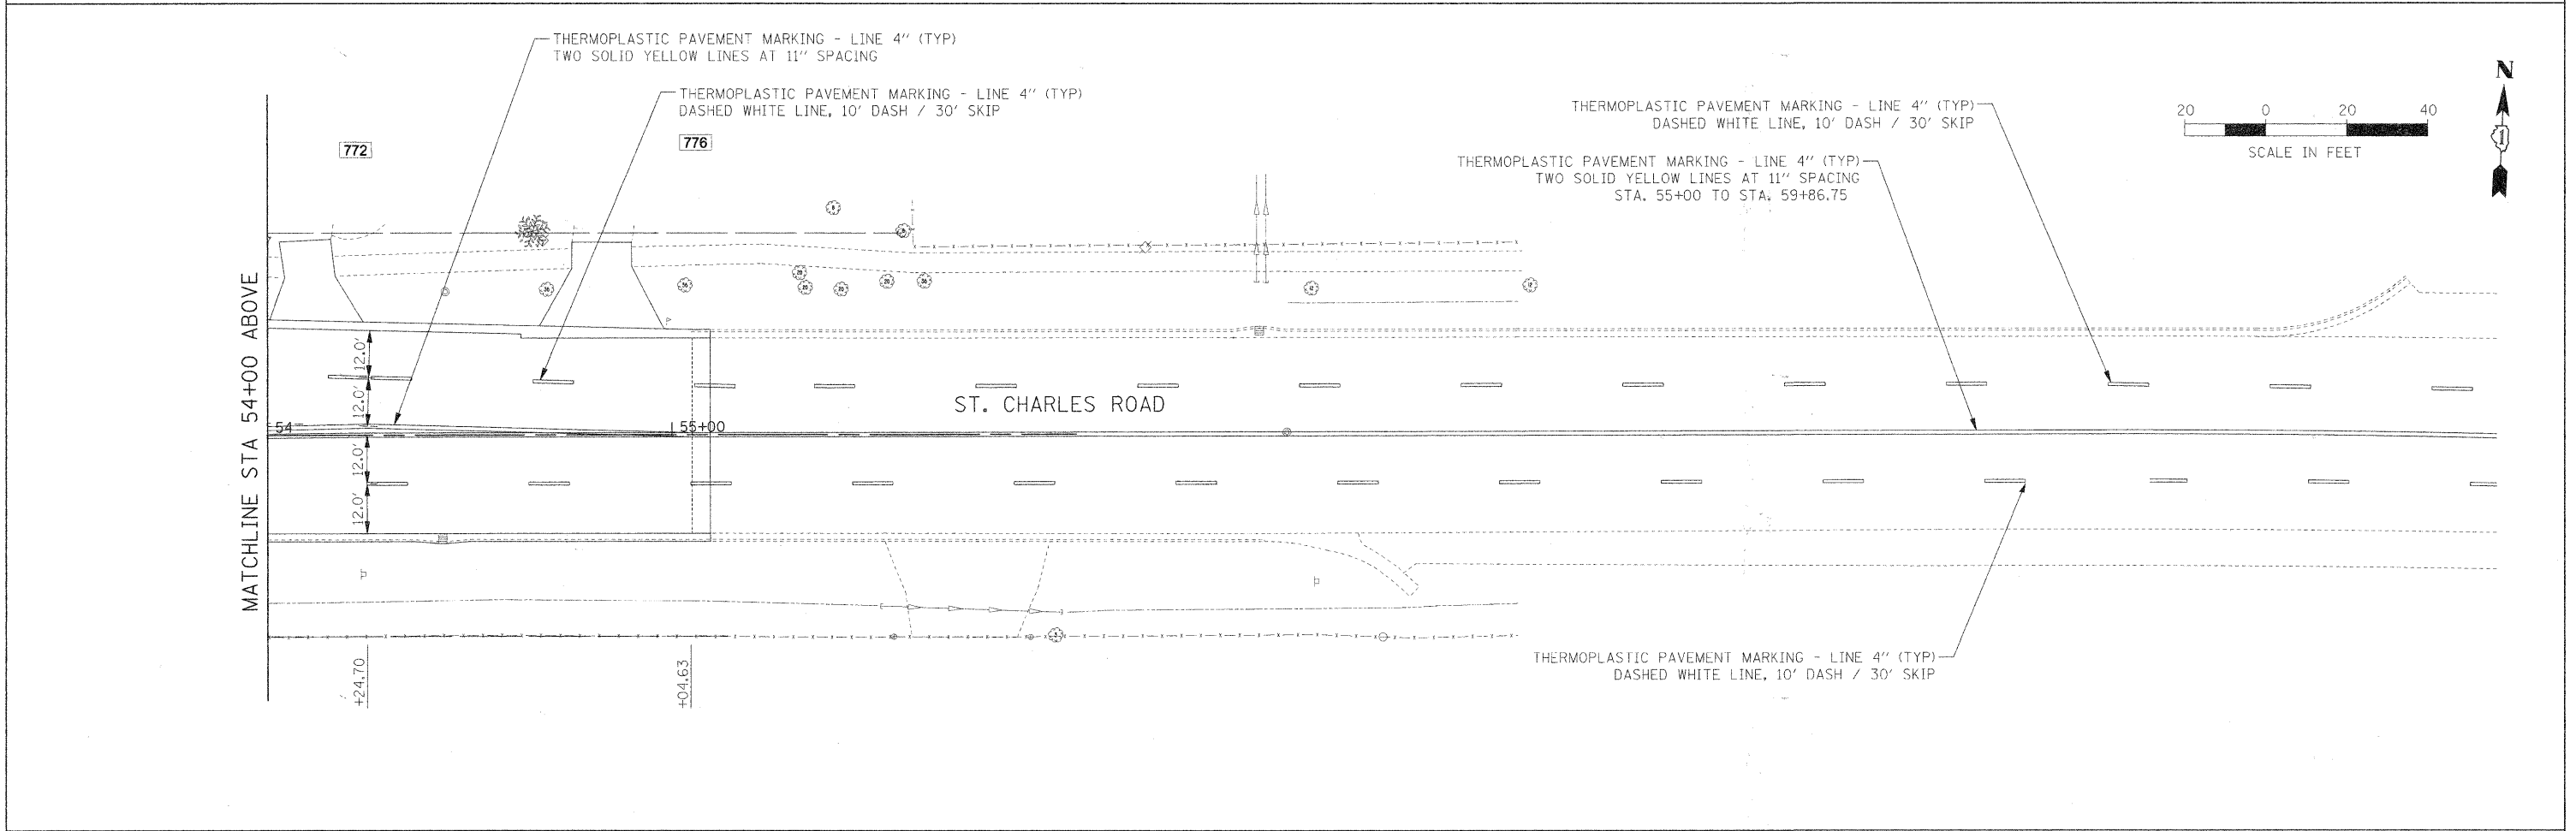 THERMOPLASTIC PAVEMENT MARKING - LINE 4" (TYP)
TWO SOLID YELLOW LINES AT 11" SPACING
THERMOPLASTIC PAVEMENT MARKING - LINE 4" (TYP)
DASHED WHITE LINE, 10' DASH / 30' SKIP
772
776
THERMOPLASTIC PAVEMENT MARKING - LINE 4" (TYP)
DASHED WHITE LINE, 10' DASH / 30' SKIP
THERMOPLASTIC PAVEMENT MARKING - LINE 4" (TYP)
TWO SOLID YELLOW LINES AT 11" SPACING
STA. 55+00 TO STA. 59+86.75
20 0 20 40
SCALE IN FEET
N
MATCHLINE STA 54+00 ABOVE
12.0'
12.0'
12.0'
12.0'
54
55+00
ST. CHARLES ROAD
+24.70
+04.63
THERMOPLASTIC PAVEMENT MARKING - LINE 4" (TYP)
DASHED WHITE LINE, 10' DASH / 30' SKIP